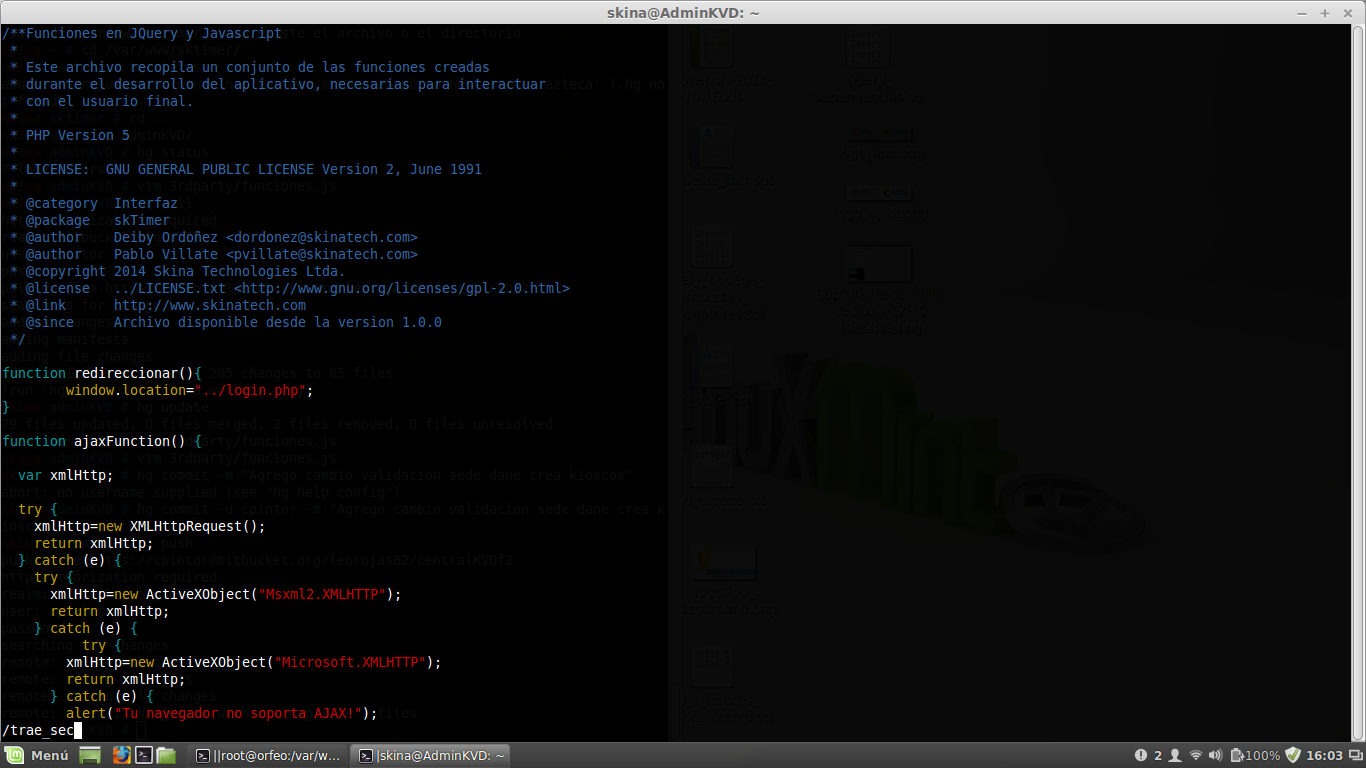 skina@AdminKVD: ~
/**Funciones en JQuery y Javascript
 *
 * Este archivo recopila un conjunto de las funciones creadas
 * durante el desarrollo del aplicativo, necesarias para interactuar
 * con el usuario final.
 *
 * PHP Version 5
 *
 * LICENSE:  GNU GENERAL PUBLIC LICENSE Version 2, June 1991
 *
 * @category  Interfaz
 * @package   skTimer
 * @author    Deiby Ordoñez <dordonez@skinatech.com>
 * @author    Pablo Villate <pvillate@skinatech.com>
 * @copyright 2014 Skina Technologies Ltda.
 * @license   ../LICENSE.txt <http://www.gnu.org/licenses/gpl-2.0.html>
 * @link      http://www.skinatech.com
 * @since     Archivo disponible desde la version 1.0.0
 */
function redireccionar(){
        window.location="../login.php";
}
function ajaxFunction() {
  var xmlHttp;
  try {
    xmlHttp=new XMLHttpRequest();
    return xmlHttp;
  } catch (e) {
    try {
      xmlHttp=new ActiveXObject("Msxml2.XMLHTTP");
      return xmlHttp;
    } catch (e) {
          try {
        xmlHttp=new ActiveXObject("Microsoft.XMLHTTP");
        return xmlHttp;
      } catch (e) {
        alert("Tu navegador no soporta AJAX!");
/trae_sec
Menú
||root@orfeo:/var/w...
|skina@AdminKVD: ~
2
100%
16:03